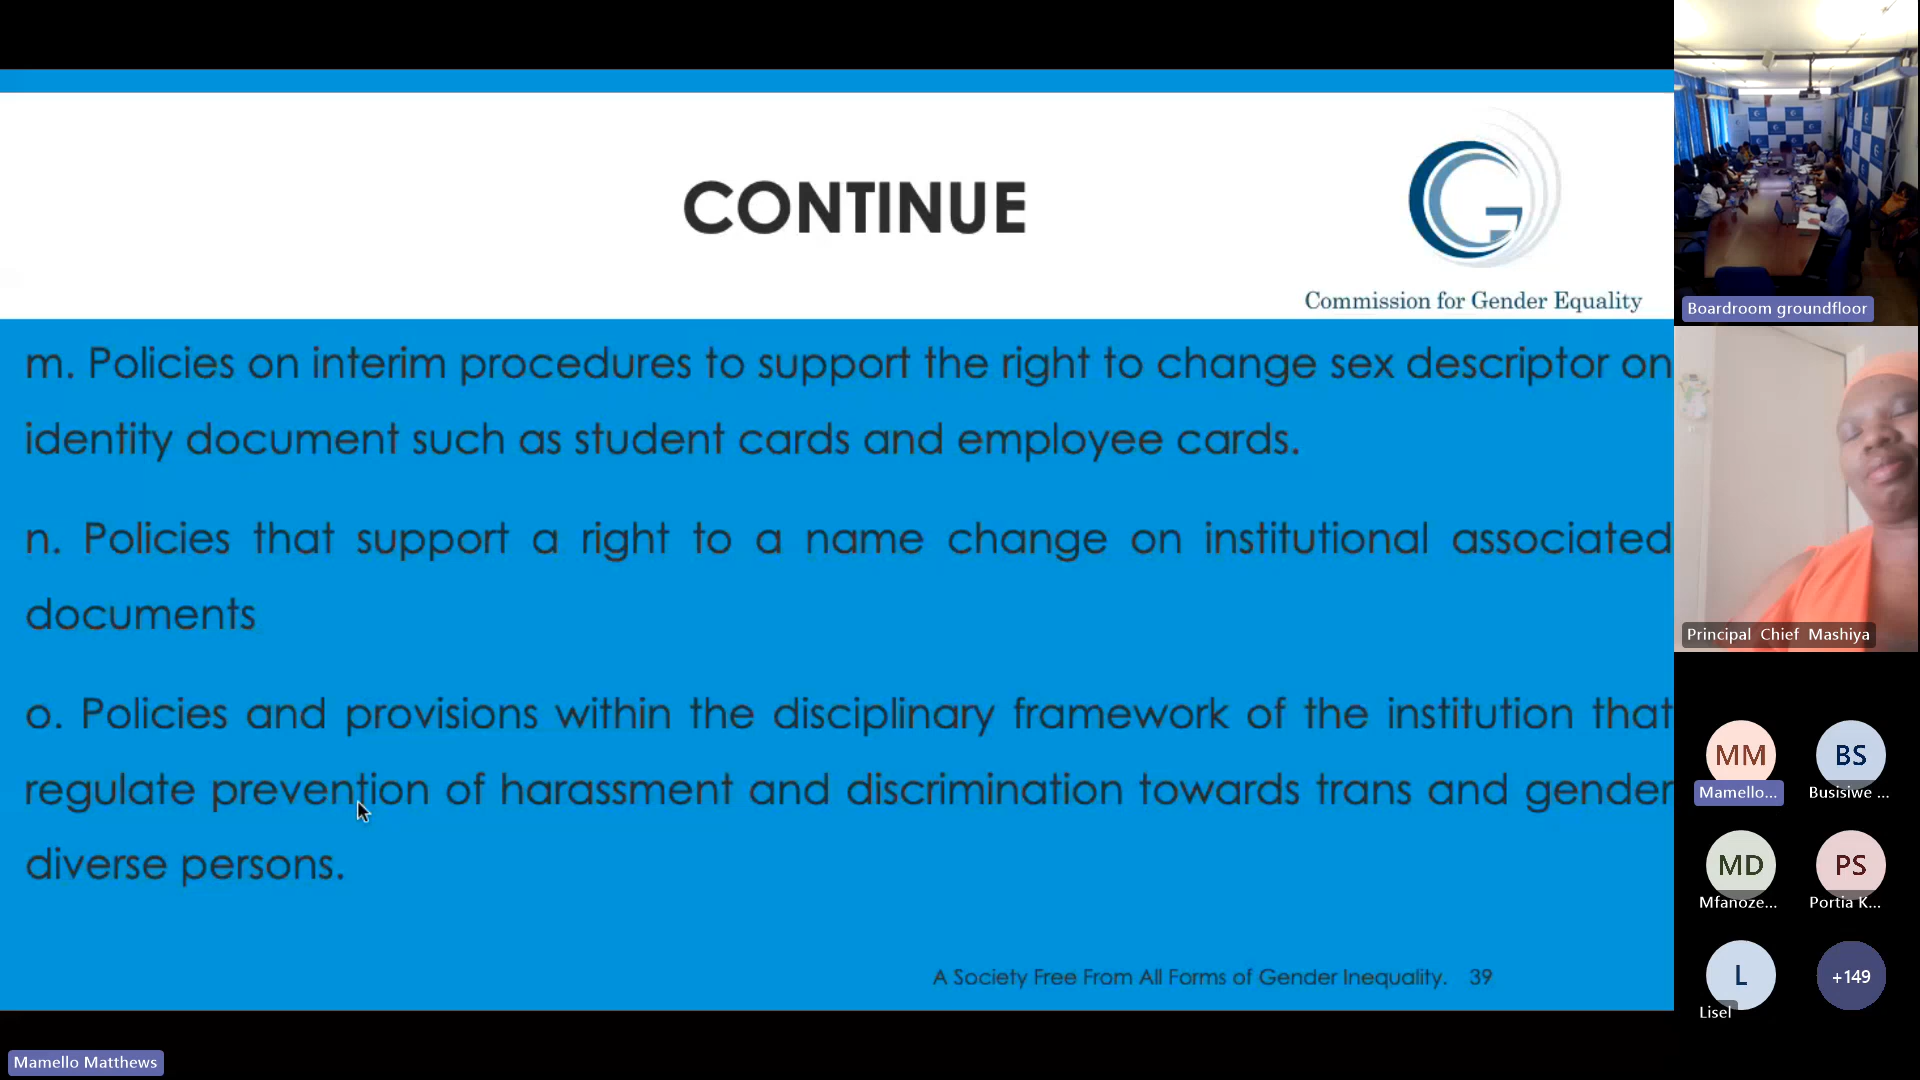 CONTINUE
Commission for Gender Equality
m. Policies on interim procedures to support the right to change sex descriptor on
identity document such as student cards and employee cards.
n. Policies that support a right to a name change on institutional associated
documents
o. Policies and provisions within the disciplinary framework of the institution that
regulate prevention of harassment and discrimination towards trans and gender
diverse persons.
A Society Free From All Forms of Gender Inequality. 39
Mamello Matthews
Boardroom groundfloor
Principal Chief Mashiya
MM
BS
Mamello...
Busisiwe ...
MD
PS
Mfanoze...
Portia K...
L
+149
Lisel